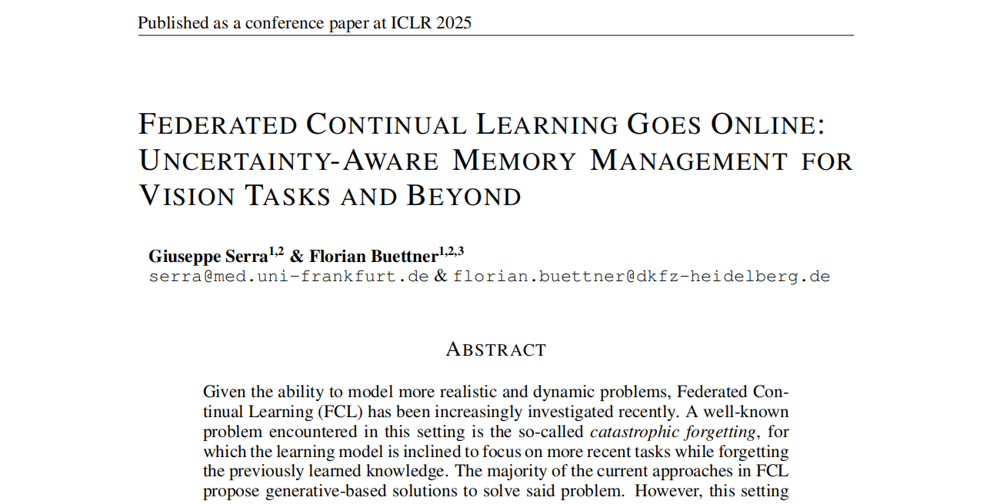 Published as a conference paper at ICLR 2025
FEDERATED CONTINUAL LEARNING GOES ONLINE:
UNCERTAINTY-AWARE MEMORY MANAGEMENT FOR
VISION TASKS AND BEYOND
Giuseppe Serra1,2 & Florian Buettner1,2,3
serra@med.uni-frankfurt.de & florian.buettner@dkfz-heidelberg.de
ABSTRACT
Given the ability to model more realistic and dynamic problems, Federated Con-
tinual Learning (FCL) has been increasingly investigated recently. A well-known
problem encountered in this setting is the so-called catastrophic forgetting, for
which the learning model is inclined to focus on more recent tasks while forgetting
the previously learned knowledge. The majority of the current approaches in FCL
propose generative-based solutions to solve said problem. However, this setting